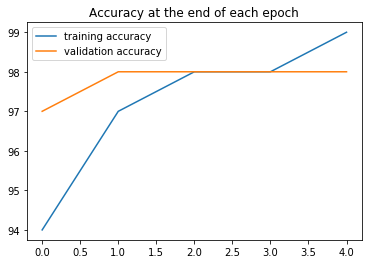 Accuracy at the end of each epoch
training accuracy
validation accuracy
99
98
97
96
95
94
0.0 0.5 1.0 1.5 2.0 2.5 3.0 3.5 4.0